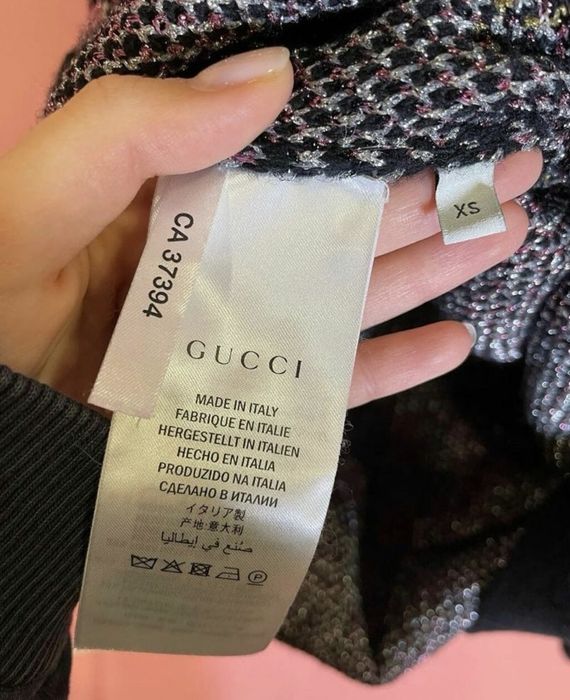 CA 37394
XS
GUCCI
MADE IN ITALY
FABRIQUE EN ITALIE
HERGESTELLT IN ITALIEN
HECHO EN ITALIA
PRODUZIDO NA ITALIA
СДЕЛАНО В ИТАЛИИ
イタリア製
产地:意大利
صنع في إيطاليا
P